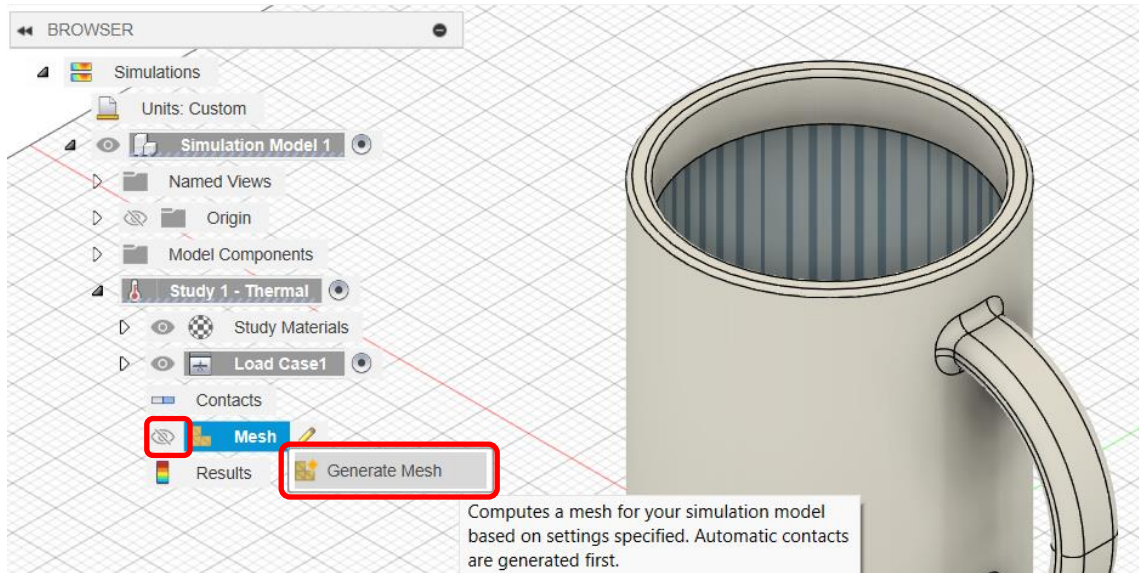 BROWSER
Simulations
Units: Custom
Simulation Model 1
Named Views
Origin
Model Components
Study 1 - Thermal
Study Materials
Load Case1
Contacts
Mesh
Results
Generate Mesh
Computes a mesh for your simulation model
based on settings specified. Automatic contacts
are generated first.